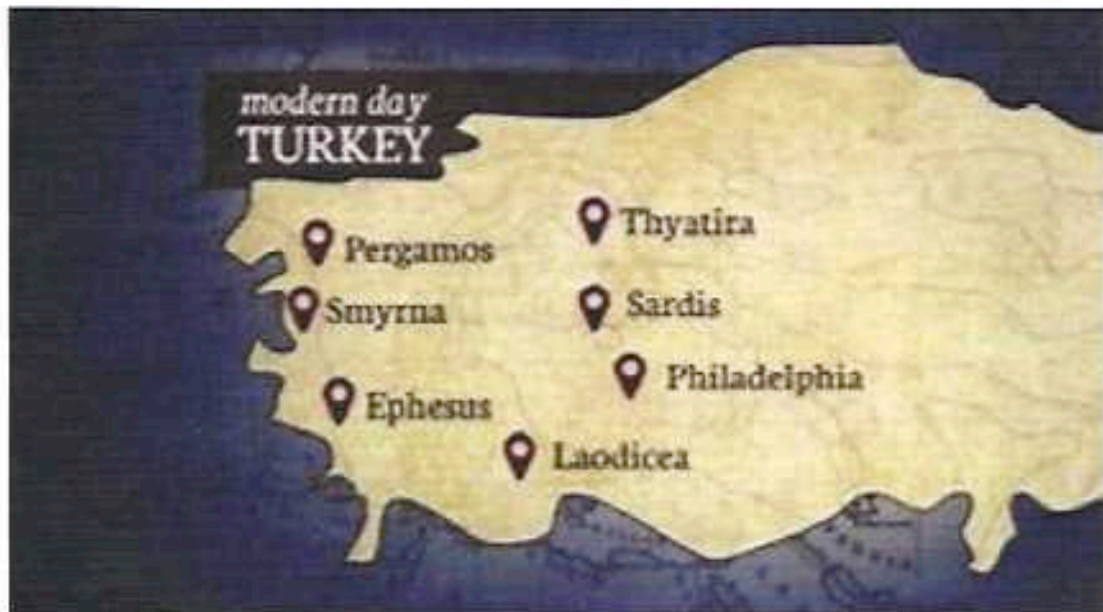 modern day
TURKEY
Thyatira
Pergamos
Smyrna
Sardis
Philadelphia
Ephesus
Laodicea